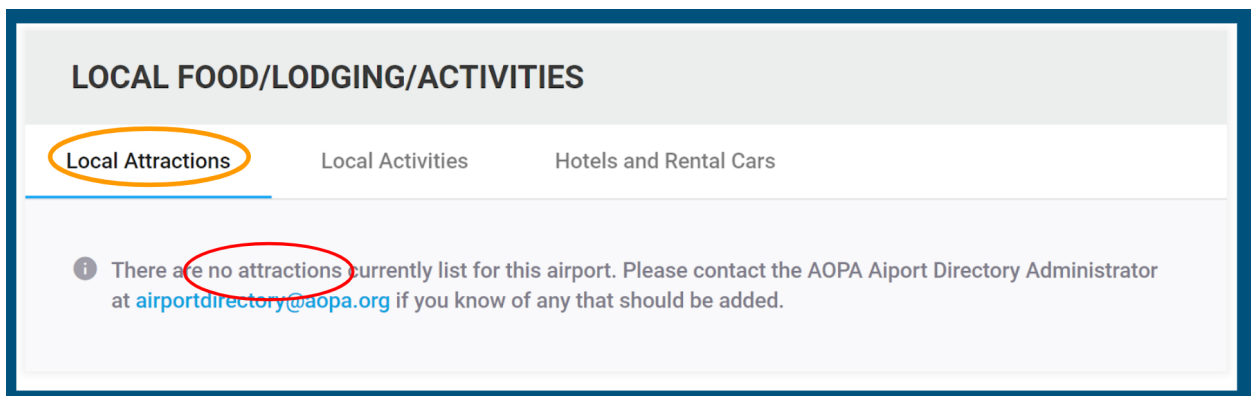 LOCAL FOOD/LODGING/ACTIVITIES
Local Attractions Local Activities Hotels and Rental Cars
There are no attractions currently list for this airport. Please contact the AOPA Aiport Directory Administrator
at airportdirectory@aopa.org if you know of any that should be added.